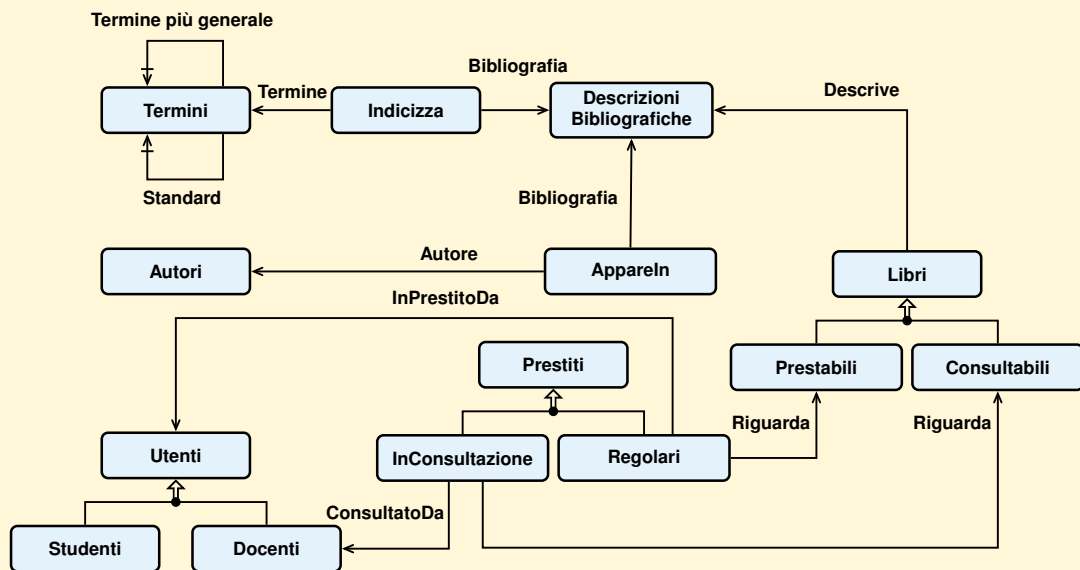 Termine più generale
Bibliografia
Termine
Descrive
Termini
Indicizza
Descrizioni
Bibliografiche
Standard
Bibliografia
Autore
Autori
AppareIn
Libri
InPrestitoDa
Prestiti
Prestabili
Consultabili
Riguarda
Riguarda
Utenti
InConsultazione
Regolari
ConsultatoDa
Studenti
Docenti